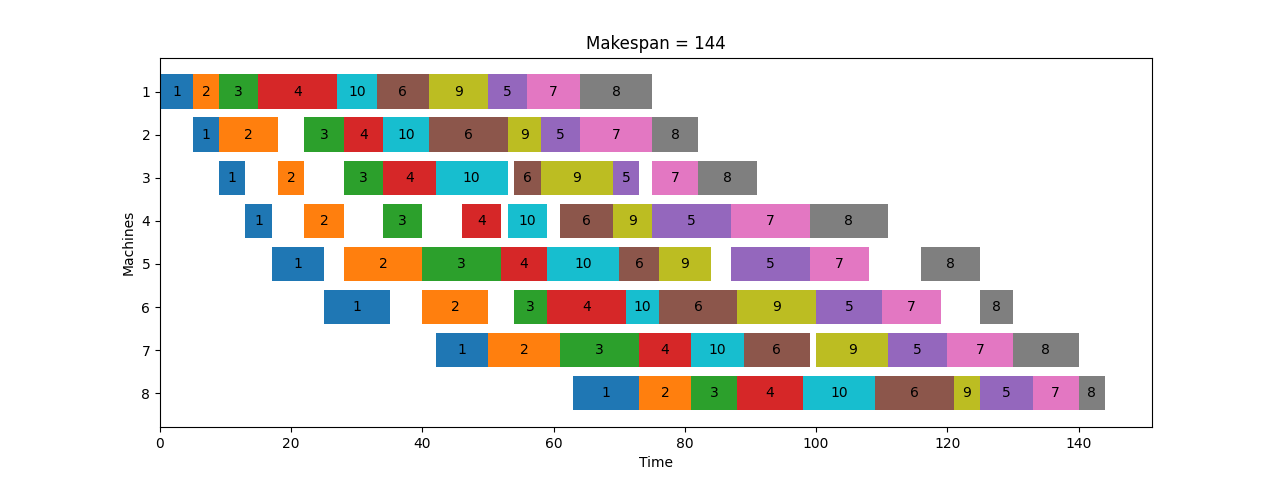 Makespan = 144
Machines
1 1 2 3 4 10 6 9 5 7 8
2 1 2 3 4 10 6 9 5 7 8
3 1 2 3 4 10 6 9 5 7 8
4 1 2 3 4 10 6 9 5 7 8
5 1 2 3 4 10 6 9 5 7 8
6 1 2 3 4 10 6 9 5 7 8
7 1 2 3 4 10 6 9 5 7 8
8 1 2 3 4 10 6 9 5 7 8
0 20 40 60 80 100 120 140
Time